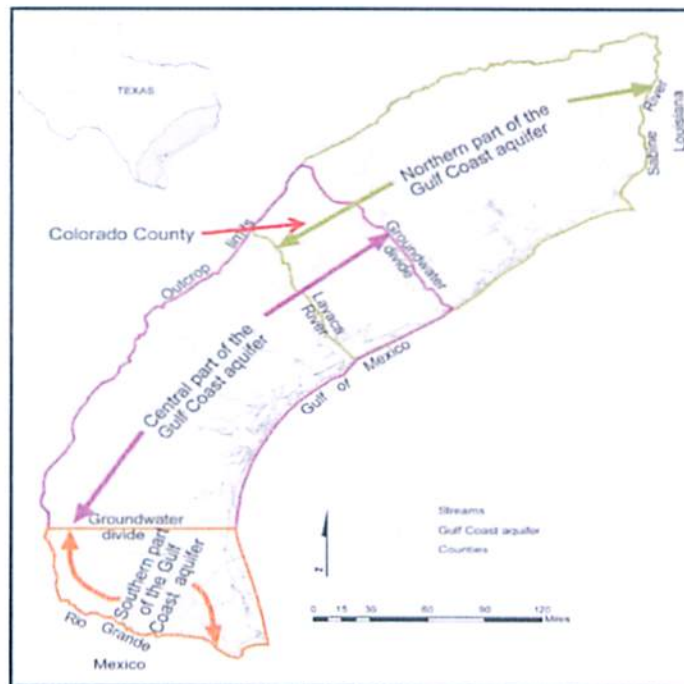 TEXAS
Northern part of the
Gulf Coast aquifer
Sabine River
Lousiana
Colorado County
Outcrop limits
Groundwater
divide
Lavaca
River
Central part of the
Gulf Coast aquifer
Gulf of Mexico
Groundwater
divide
Southern part
of the Gulf
Coast aquifer
Rio Grande
Mexico
Streams
Gulf Coast aquifer
Counties
N
0 15 30 60 90 120
Miles